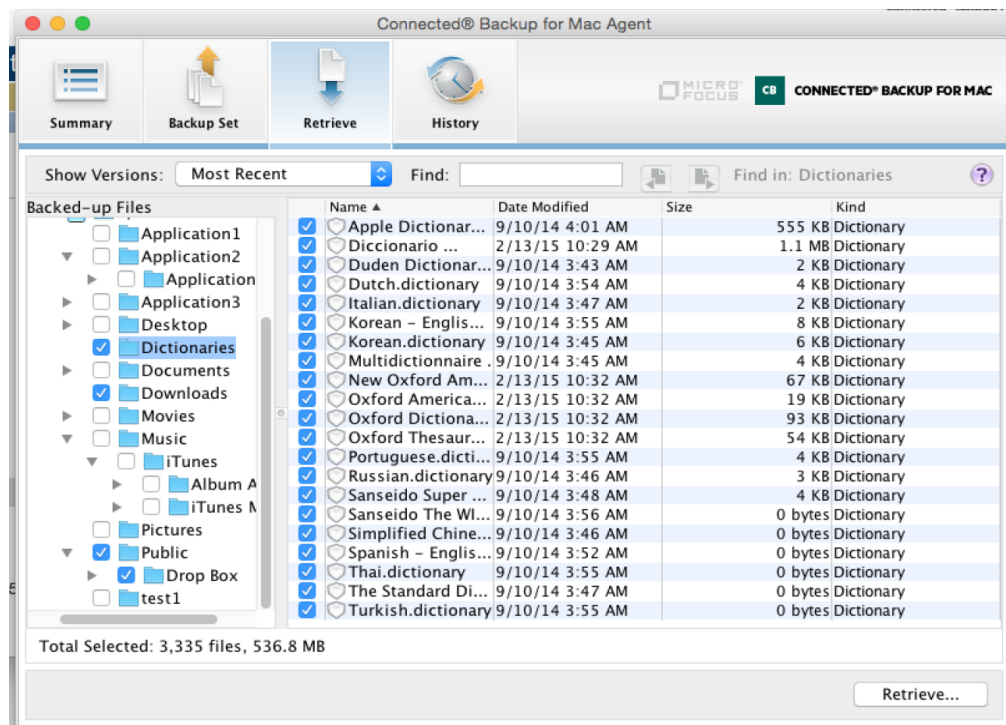 Connected® Backup for Mac Agent
Summary Backup Set Retrieve History
MICRO FOCUS CB CONNECTED® BACKUP FOR MAC
Show Versions: Most Recent Find: Find in: Dictionaries ?
Backed-up Files
Application1
Application2
Application
Application3
Desktop
Dictionaries
Documents
Downloads
Movies
Music
iTunes
Album A
iTunes M
Pictures
Public
Drop Box
test1
Name ▲ Date Modified Size Kind
Apple Dictionar... 9/10/14 4:01 AM 555 KB Dictionary
Diccionario ... 2/13/15 10:29 AM 1.1 MB Dictionary
Duden Dictionar... 9/10/14 3:43 AM 2 KB Dictionary
Dutch.dictionary 9/10/14 3:54 AM 4 KB Dictionary
Italian.dictionary 9/10/14 3:47 AM 2 KB Dictionary
Korean – Englis... 9/10/14 3:55 AM 8 KB Dictionary
Korean.dictionary 9/10/14 3:45 AM 6 KB Dictionary
Multidictionnaire . 9/10/14 3:45 AM 4 KB Dictionary
New Oxford Am... 2/13/15 10:32 AM 67 KB Dictionary
Oxford America... 2/13/15 10:32 AM 19 KB Dictionary
Oxford Dictiona... 2/13/15 10:32 AM 93 KB Dictionary
Oxford Thesaur... 2/13/15 10:32 AM 54 KB Dictionary
Portuguese.dicti... 9/10/14 3:55 AM 4 KB Dictionary
Russian.dictionary 9/10/14 3:46 AM 3 KB Dictionary
Sanseido Super ... 9/10/14 3:48 AM 4 KB Dictionary
Sanseido The WI... 9/10/14 3:56 AM 0 bytes Dictionary
Simplified Chine... 9/10/14 3:46 AM 0 bytes Dictionary
Spanish – Englis... 9/10/14 3:52 AM 0 bytes Dictionary
Thai.dictionary 9/10/14 3:55 AM 0 bytes Dictionary
The Standard Di... 9/10/14 3:47 AM 0 bytes Dictionary
Turkish.dictionary 9/10/14 3:55 AM 0 bytes Dictionary
Total Selected: 3,335 files, 536.8 MB
Retrieve...